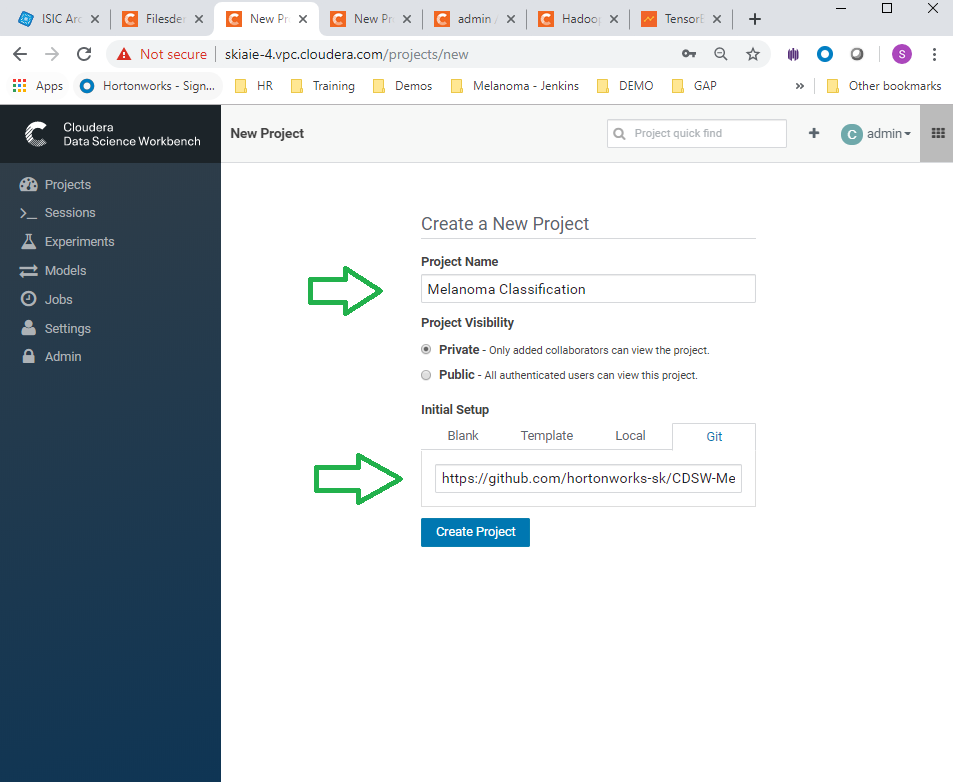 ISIC Arc
Filesder
New Pr
New Pr
admin /
Hadoop
TensorB
Not secure
skiaie-4.vpc.cloudera.com/projects/new
S
Apps
Hortonworks - Sign...
HR
Training
Demos
Melanoma - Jenkins
DEMO
GAP
»
Other bookmarks
Cloudera
Data Science Workbench
New Project
Project quick find
C
admin
Projects
Sessions
Experiments
Models
Jobs
Settings
Admin
Create a New Project
Project Name
Melanoma Classification
Project Visibility
Private - Only added collaborators can view the project.
Public - All authenticated users can view this project.
Initial Setup
Blank
Template
Local
Git
https://github.com/hortonworks-sk/CDSW-Me
Create Project